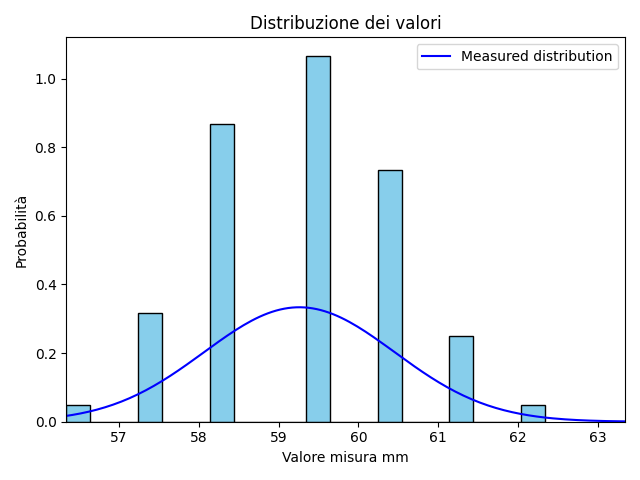 Distribuzione dei valori
Measured distribution
Probabilità
1.0
0.8
0.6
0.4
0.2
0.0
57 58 59 60 61 62 63
Valore misura mm